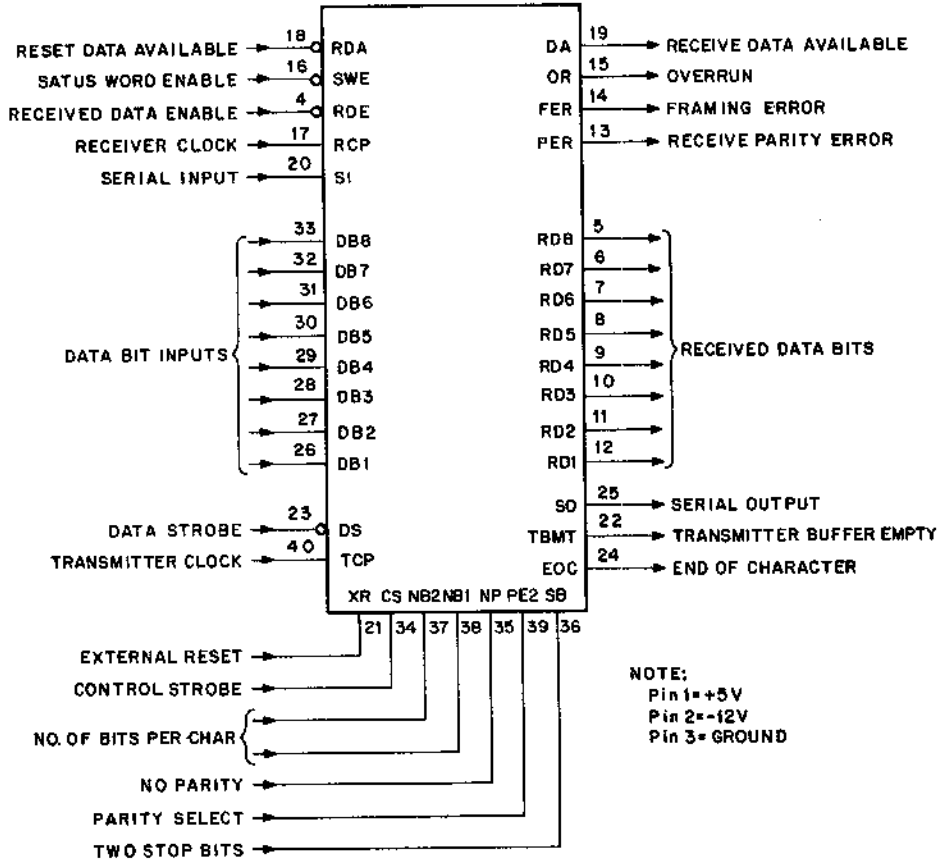 RESET DATA AVAILABLE 18 RDA
SATUS WORD ENABLE 16 SWE
RECEIVED DATA ENABLE 4 RDE
RECEIVER CLOCK 17 RCP
SERIAL INPUT 20 SI
DA 19 RECEIVE DATA AVAILABLE
OR 15 OVERRUN
FER 14 FRAMING ERROR
PER 13 RECEIVE PARITY ERROR
DATA BIT INPUTS
33 DB8
32 DB7
31 DB6
30 DB5
29 DB4
28 DB3
27 DB2
26 DB1
RD8 5
RD7 6
RD6 7
RD5 8
RD4 9
RD3 10
RD2 11
RD1 12
RECEIVED DATA BITS
DATA STROBE 23 DS
TRANSMITTER CLOCK 40 TCP
SO 25 SERIAL OUTPUT
TBMT 22 TRANSMITTER BUFFER EMPTY
EOC 24 END OF CHARACTER
XR CS NB2 NB1 NP PE2 SB
21 34 37 38 35 39 36
EXTERNAL RESET
CONTROL STROBE
NO. OF BITS PER CHAR
NO PARITY
PARITY SELECT
TWO STOP BITS
NOTE:
Pin 1=+5V
Pin 2=-12V
Pin 3= GROUND